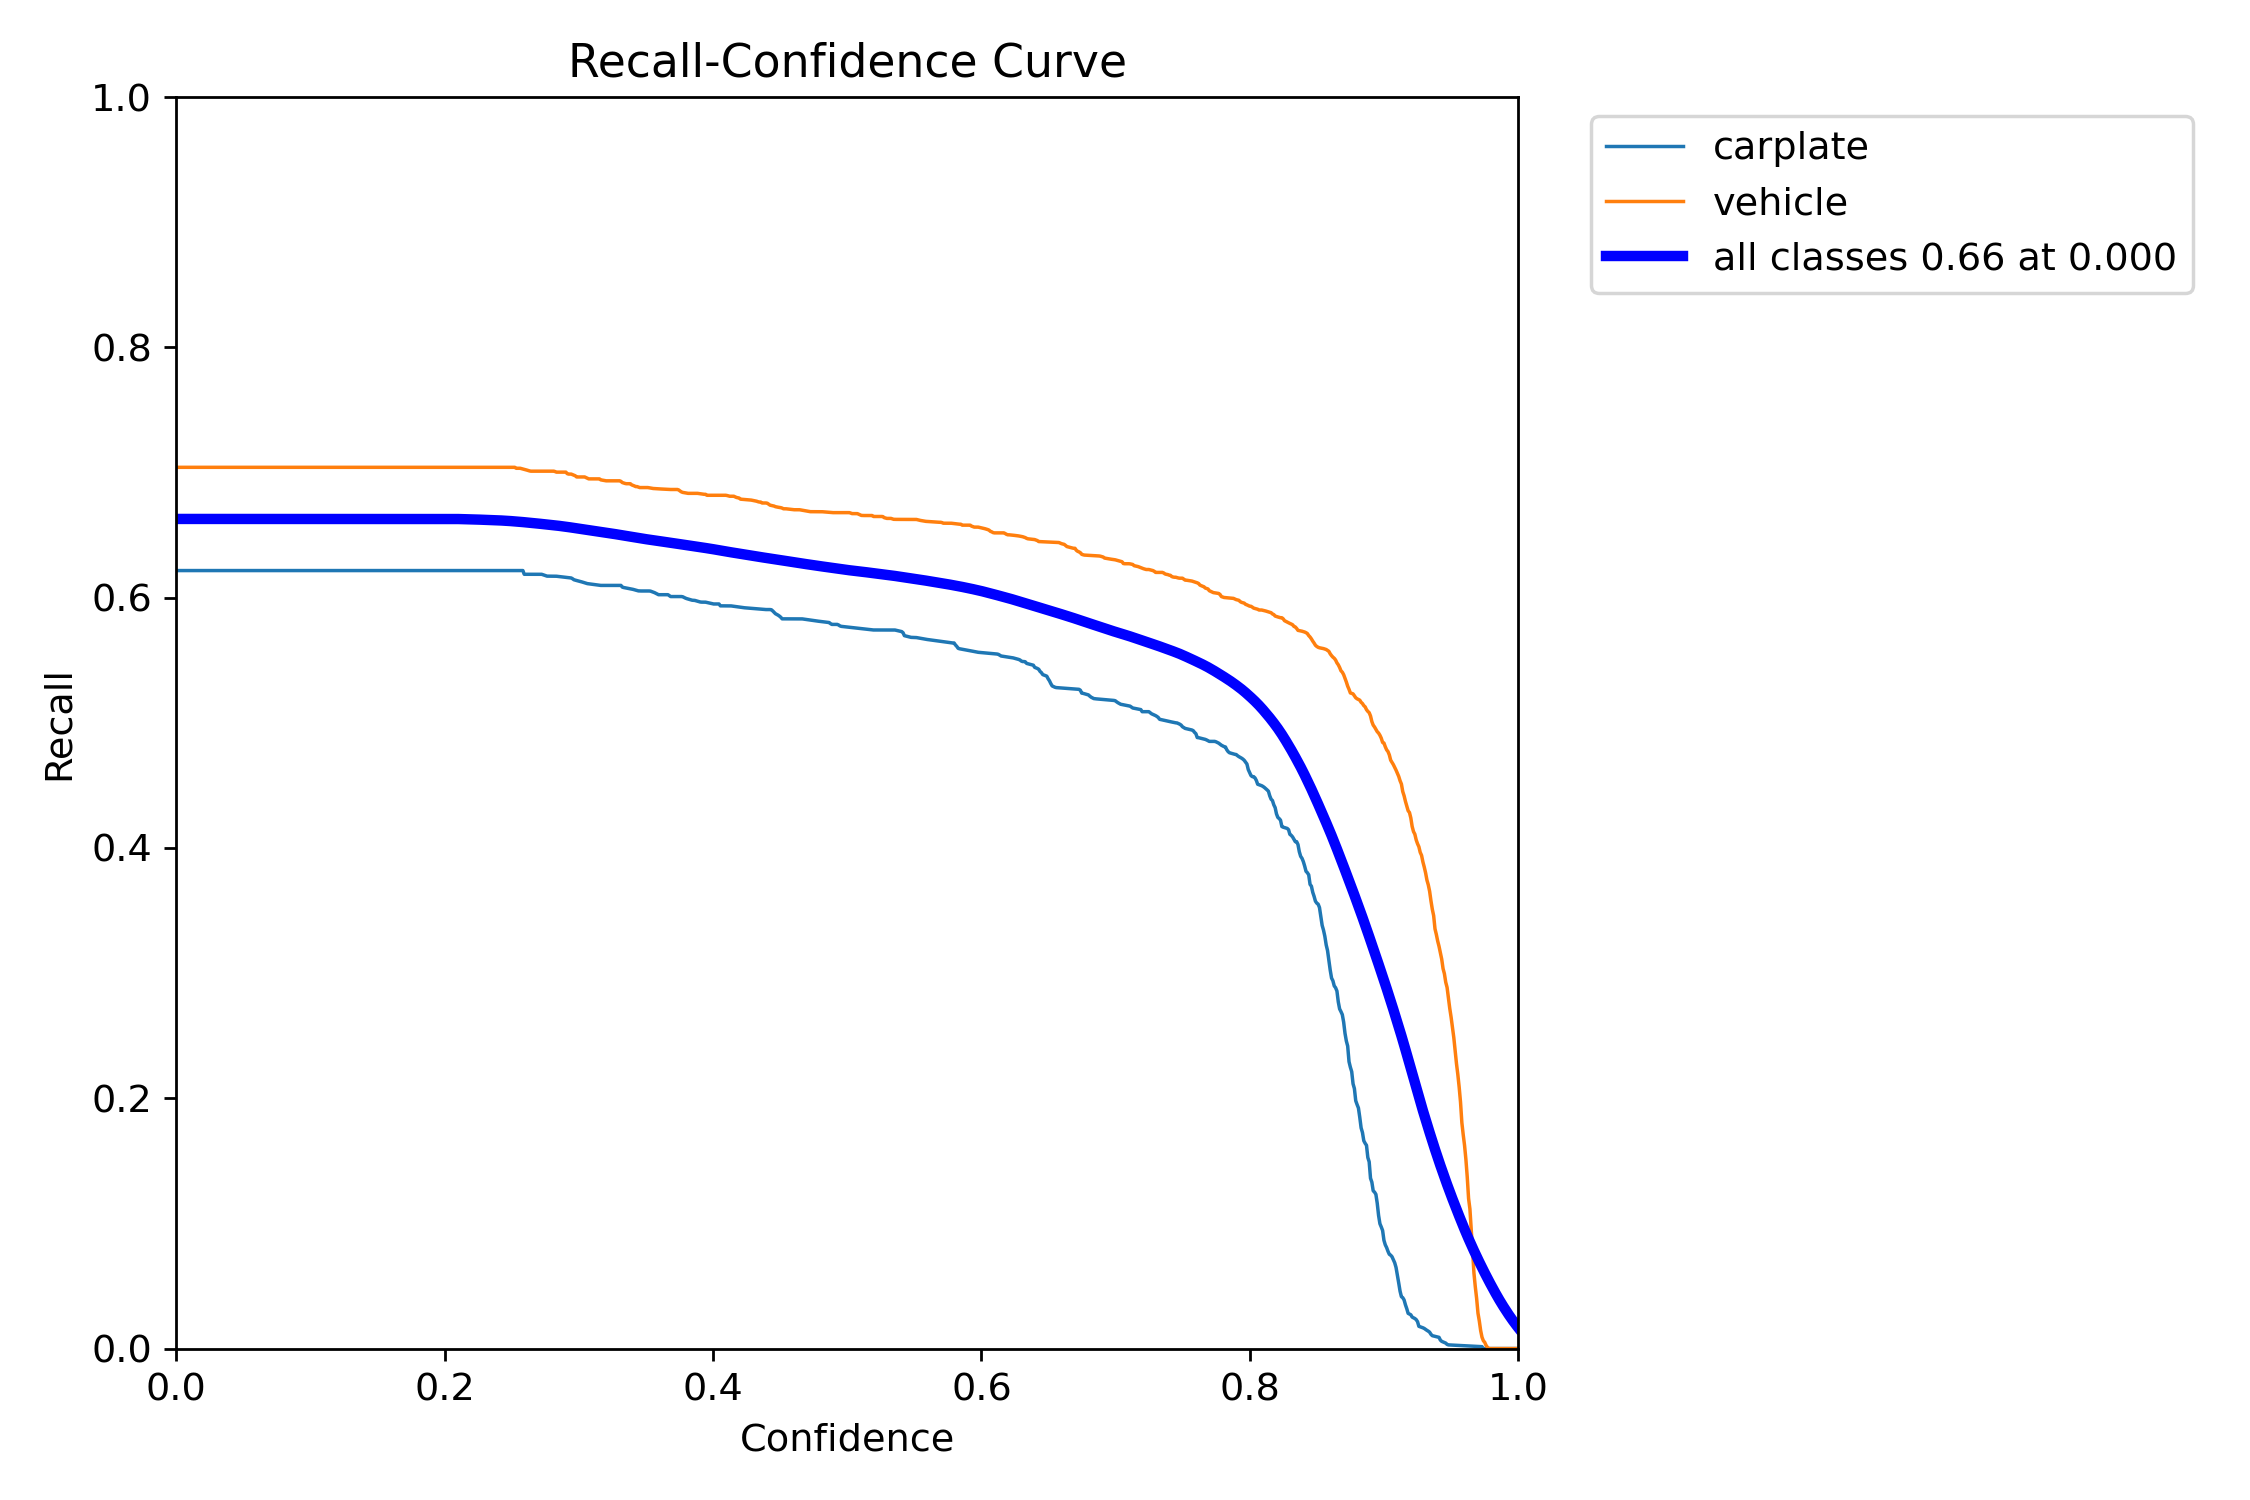 Recall-Confidence Curve
1.0
0.8
0.6
0.4
0.2
0.0
Recall
0.0 0.2 0.4 0.6 0.8 1.0
Confidence
carplate
vehicle
all classes 0.66 at 0.000